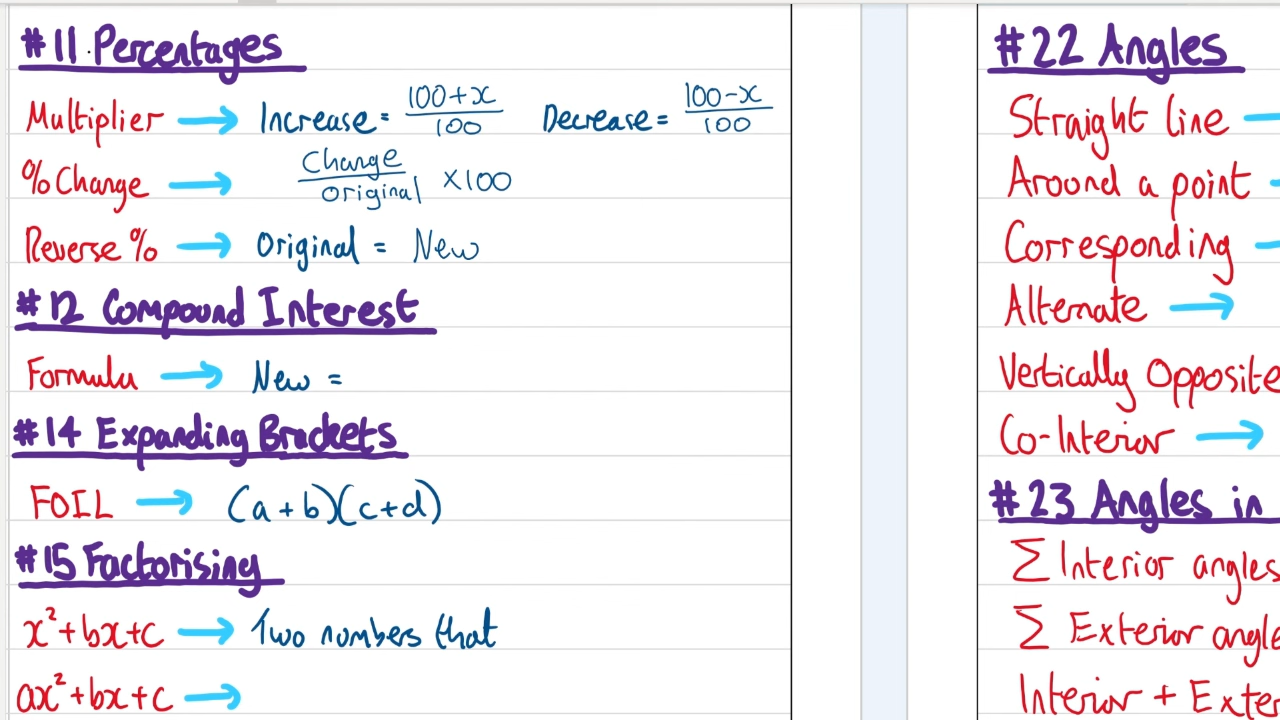 #11 Percentages
Multiplier → Increase = (100+x)/100 Decrease = (100-x)/100
% Change → Change/original ×100
Reverse % → Original = New
#12 Compound Interest
Formula → New =
#14 Expanding Brackets
FOIL → (a+b)(c+d)
#15 Factorising
x²+bx+c → Two numbers that
ax²+bx+c →
#22 Angles
Straight line
Around a point
Corresponding
Alternate →
Vertically Opposite
Co-Interior →
#23 Angles in
Σ Interior angles
Σ Exterior angle
Interior + Exter